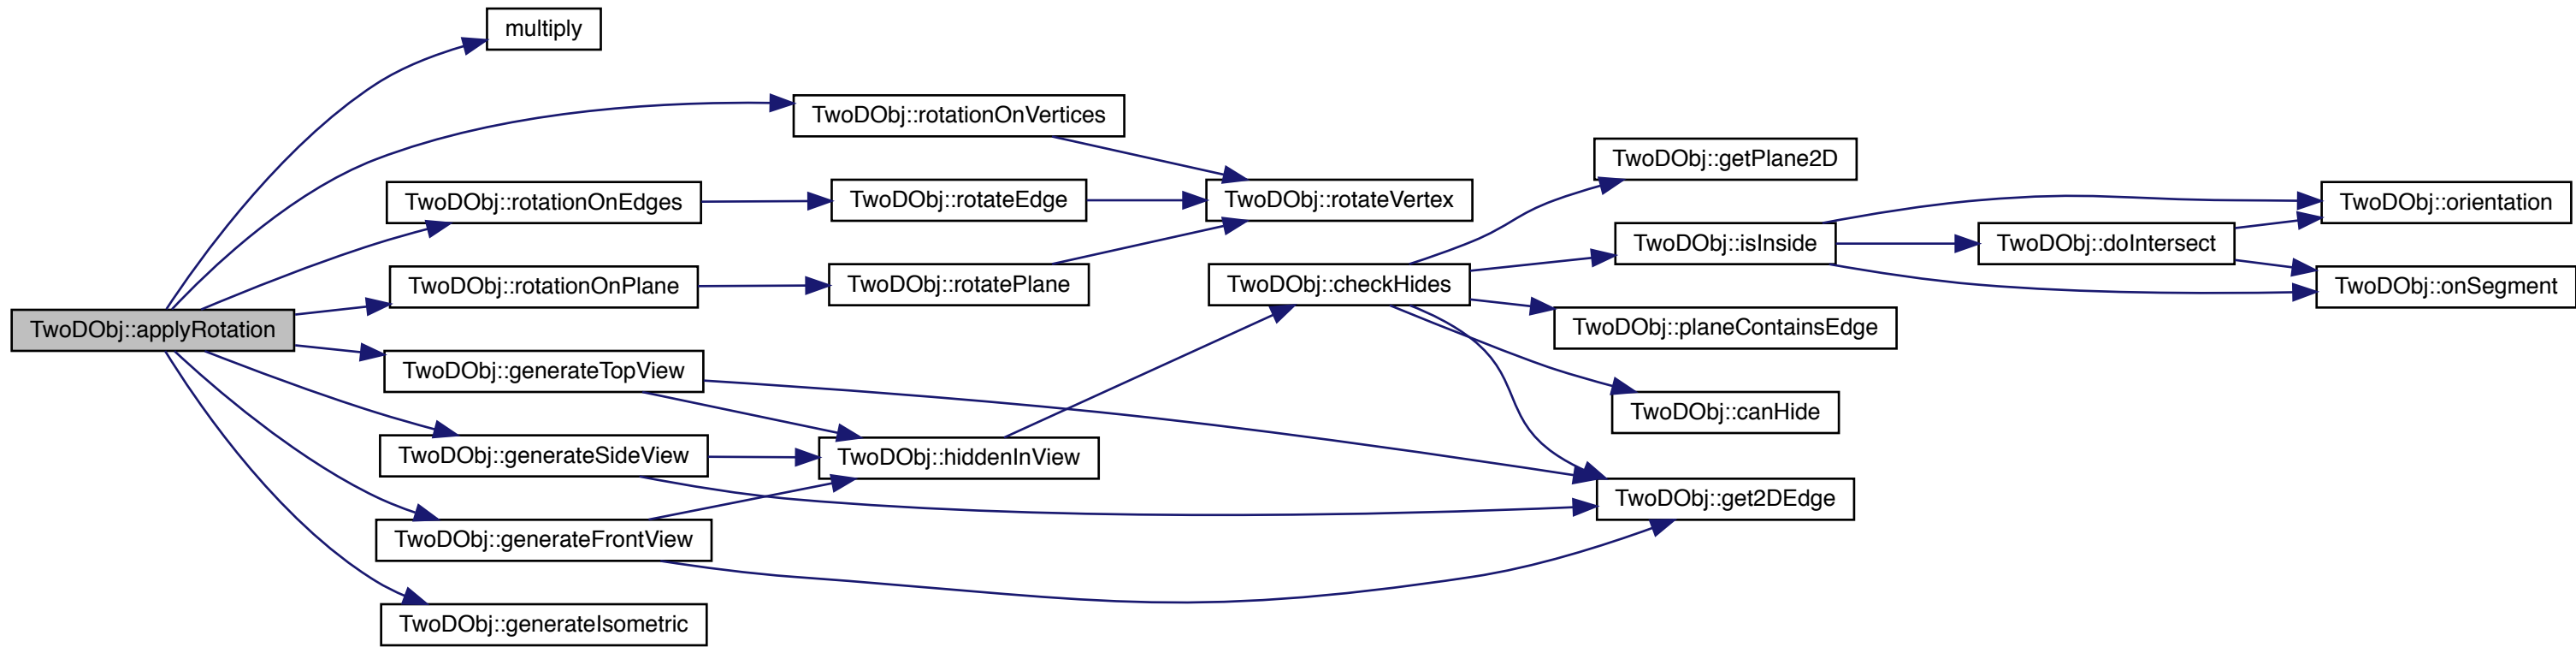 multiply
TwoDObj::rotationOnVertices
TwoDObj::getPlane2D
TwoDObj::rotationOnEdges
TwoDObj::rotateEdge
TwoDObj::rotateVertex
TwoDObj::orientation
TwoDObj::isInside
TwoDObj::doIntersect
TwoDObj::rotationOnPlane
TwoDObj::rotatePlane
TwoDObj::checkHides
TwoDObj::onSegment
TwoDObj::applyRotation
TwoDObj::planeContainsEdge
TwoDObj::generateTopView
TwoDObj::canHide
TwoDObj::generateSideView
TwoDObj::hiddenInView
TwoDObj::get2DEdge
TwoDObj::generateFrontView
TwoDObj::generateIsometric